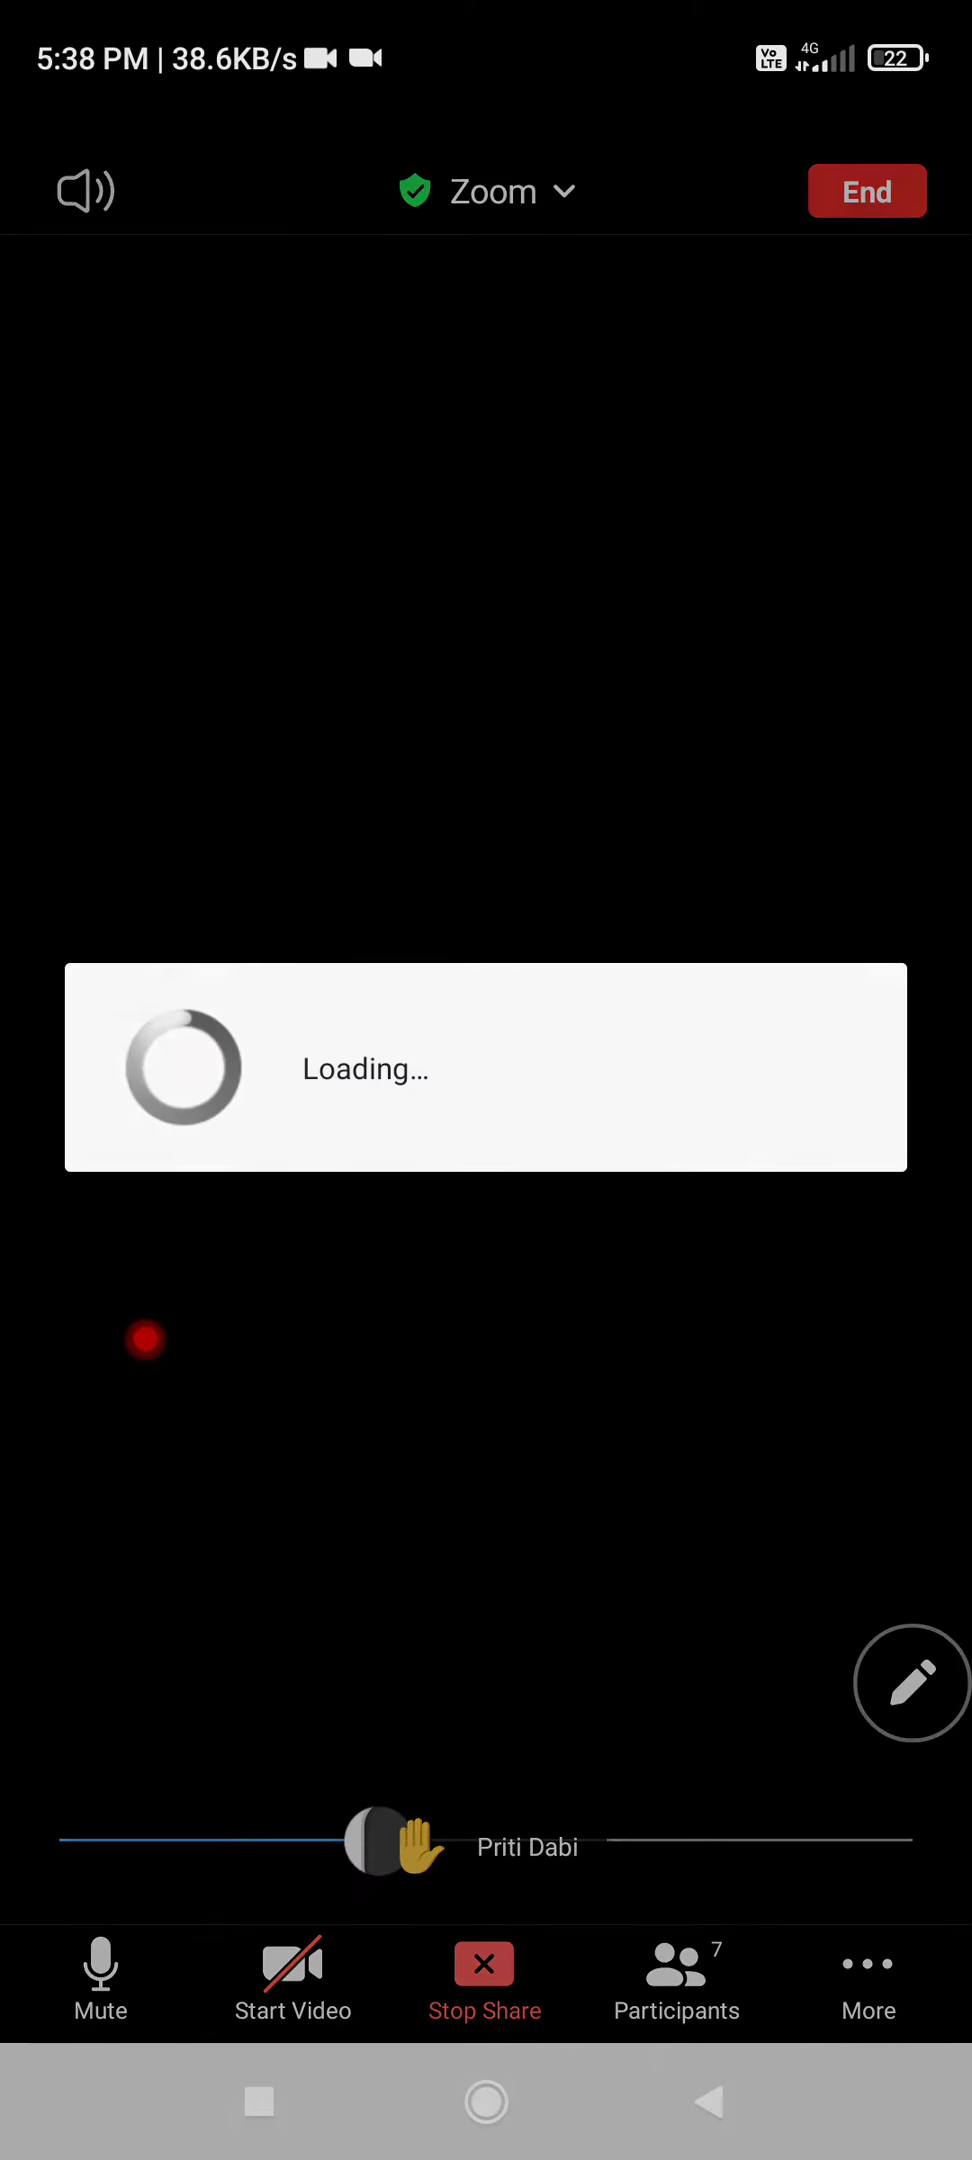 5:38 PM | 38.6KB/s
Vo LTE 4G 22
Zoom
End
Loading...
Priti Dabi
7
Mute Start Video Stop Share Participants More